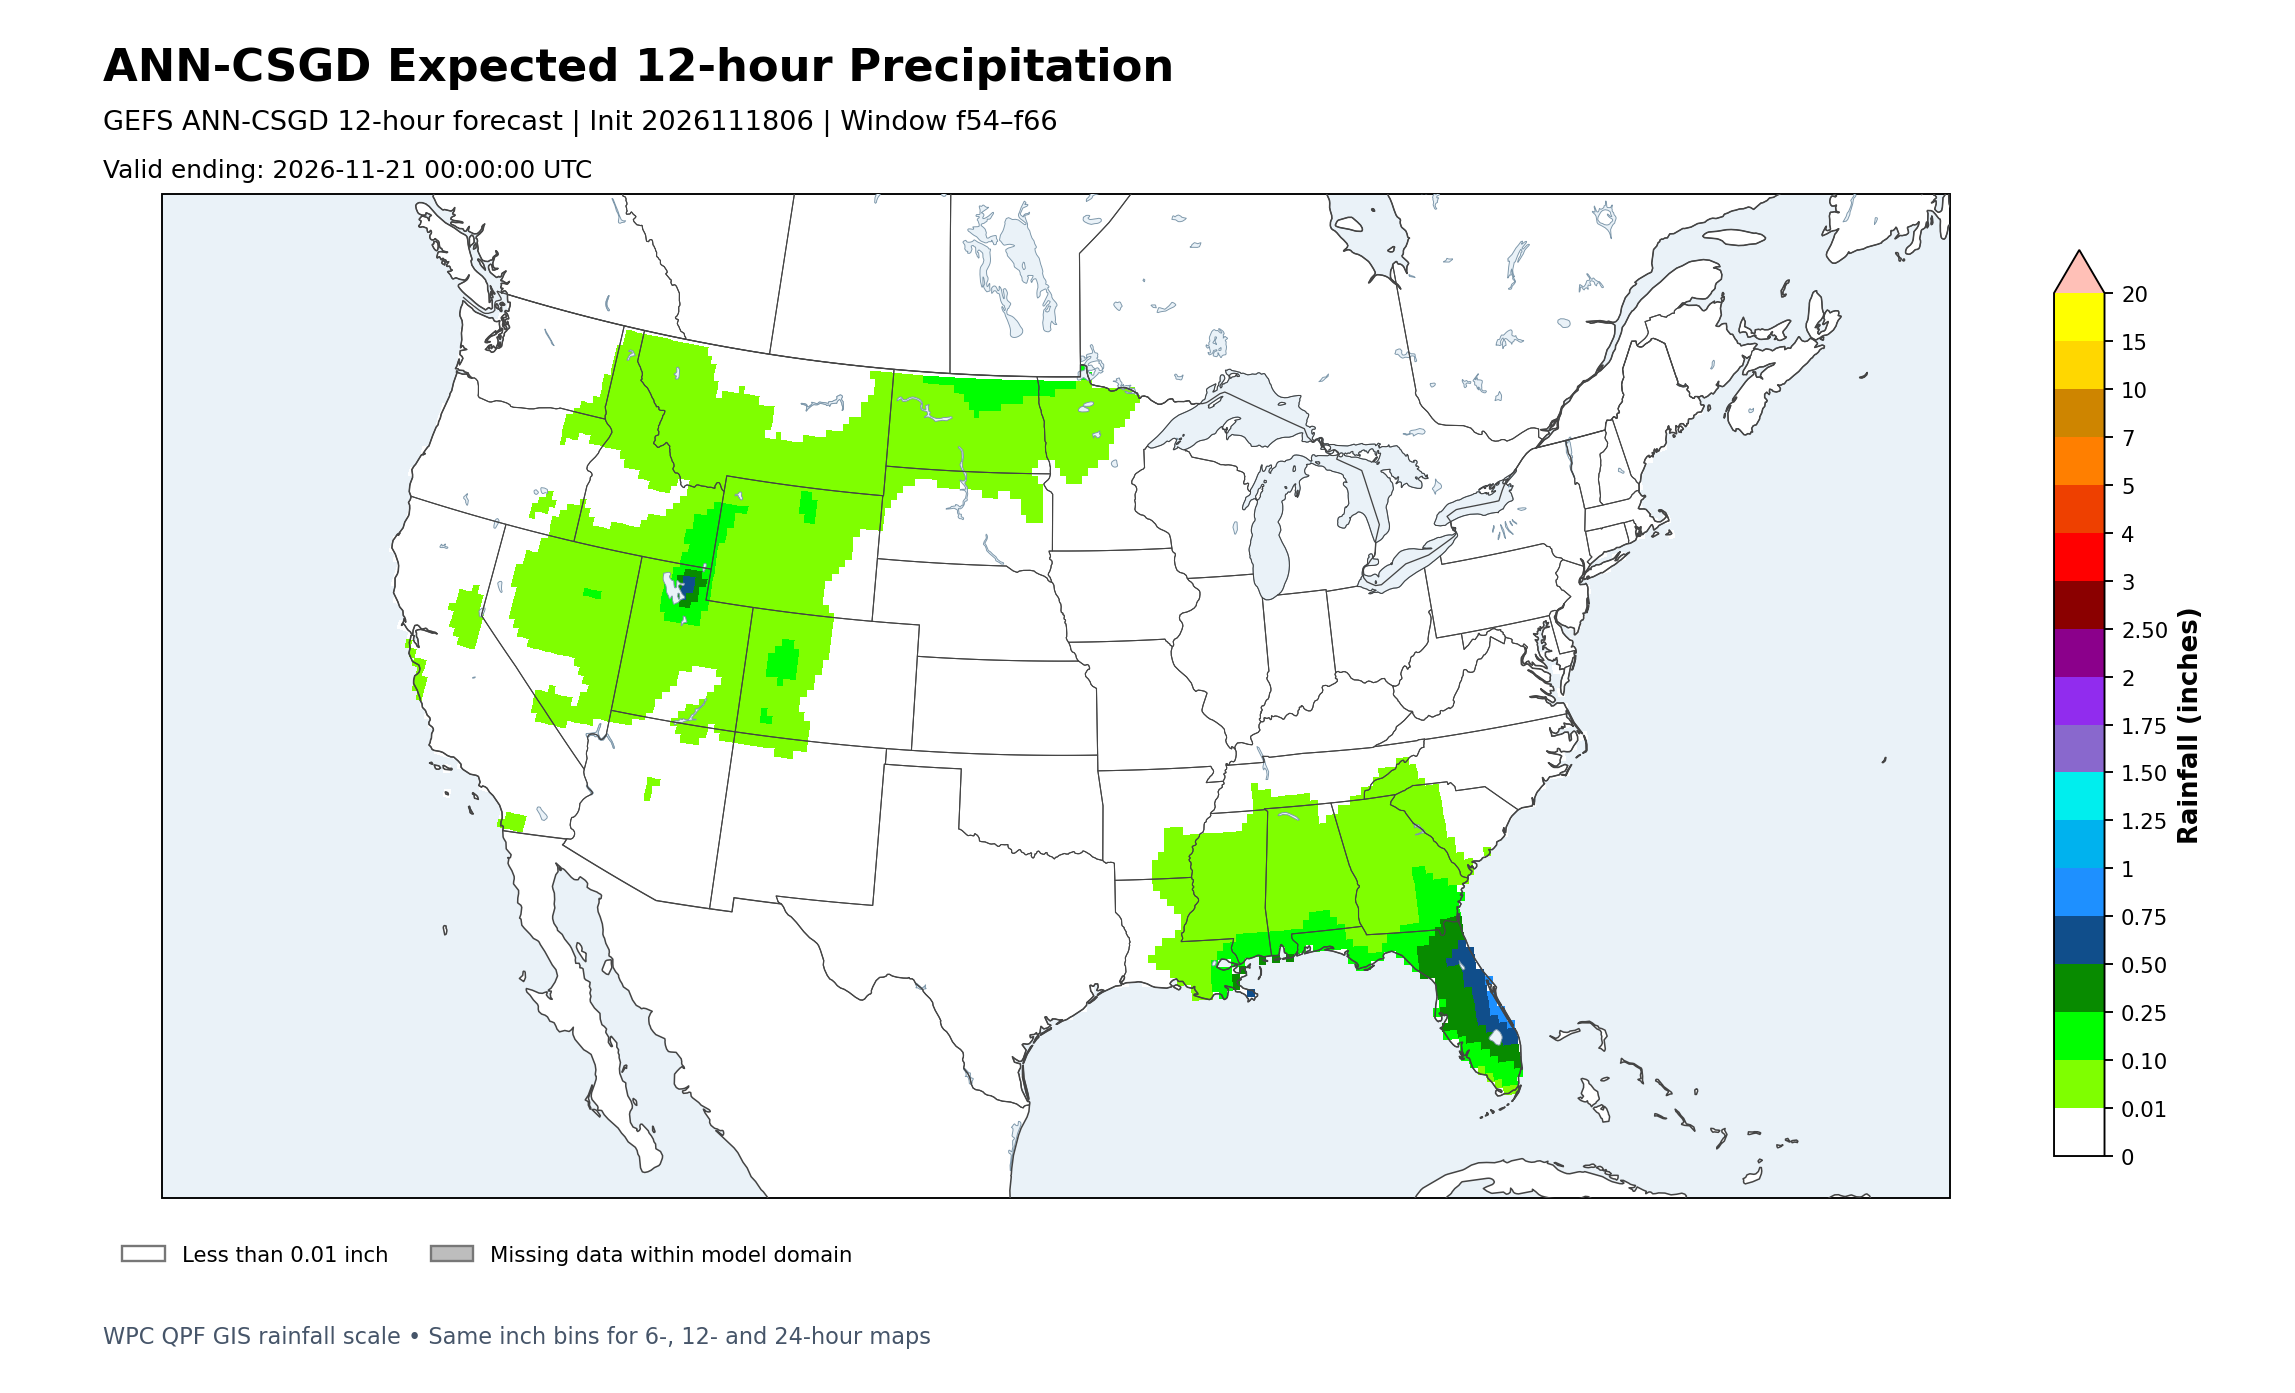 ANN-CSGD Expected 12-hour Precipitation
GEFS ANN-CSGD 12-hour forecast | Init 2026111806 | Window f54–f66
Valid ending: 2026-11-21 00:00:00 UTC
20
15
10
7
5
4
3
2.50
2
1.75
1.50
1.25
1
0.75
0.50
0.25
0.10
0.01
0
Rainfall (inches)
Less than 0.01 inch
Missing data within model domain
WPC QPF GIS rainfall scale • Same inch bins for 6-, 12- and 24-hour maps